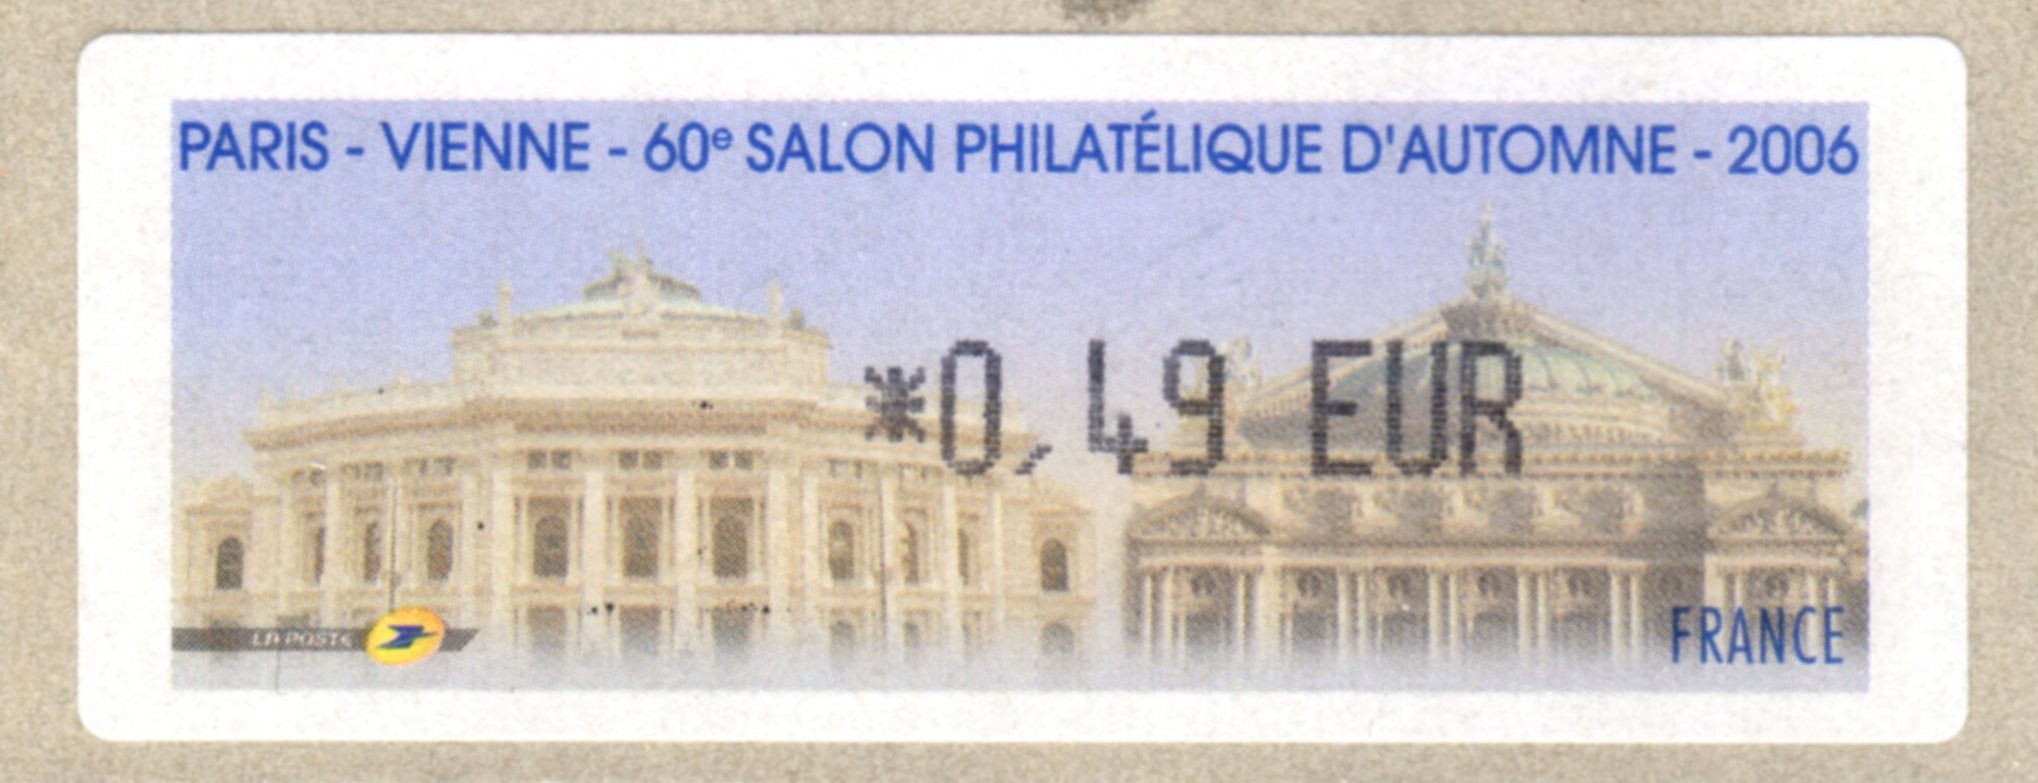 PARIS - VIENNE - 60e SALON PHILATÉLIQUE D'AUTOMNE - 2006
*0,49 EUR
LA POSTE
FRANCE